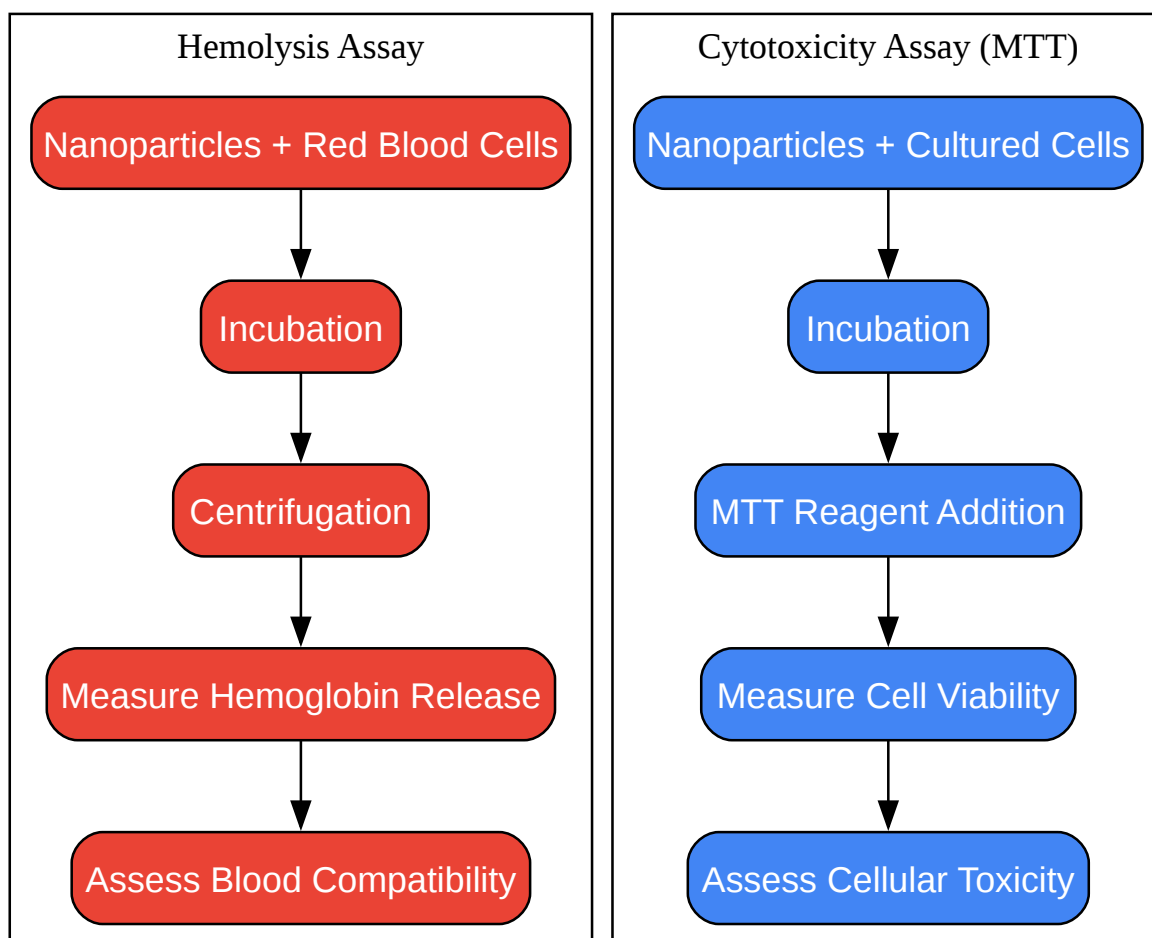 Hemolysis Assay
Nanoparticles + Red Blood Cells
Incubation
Centrifugation
Measure Hemoglobin Release
Assess Blood Compatibility
Cytotoxicity Assay (MTT)
Nanoparticles + Cultured Cells
Incubation
MTT Reagent Addition
Measure Cell Viability
Assess Cellular Toxicity